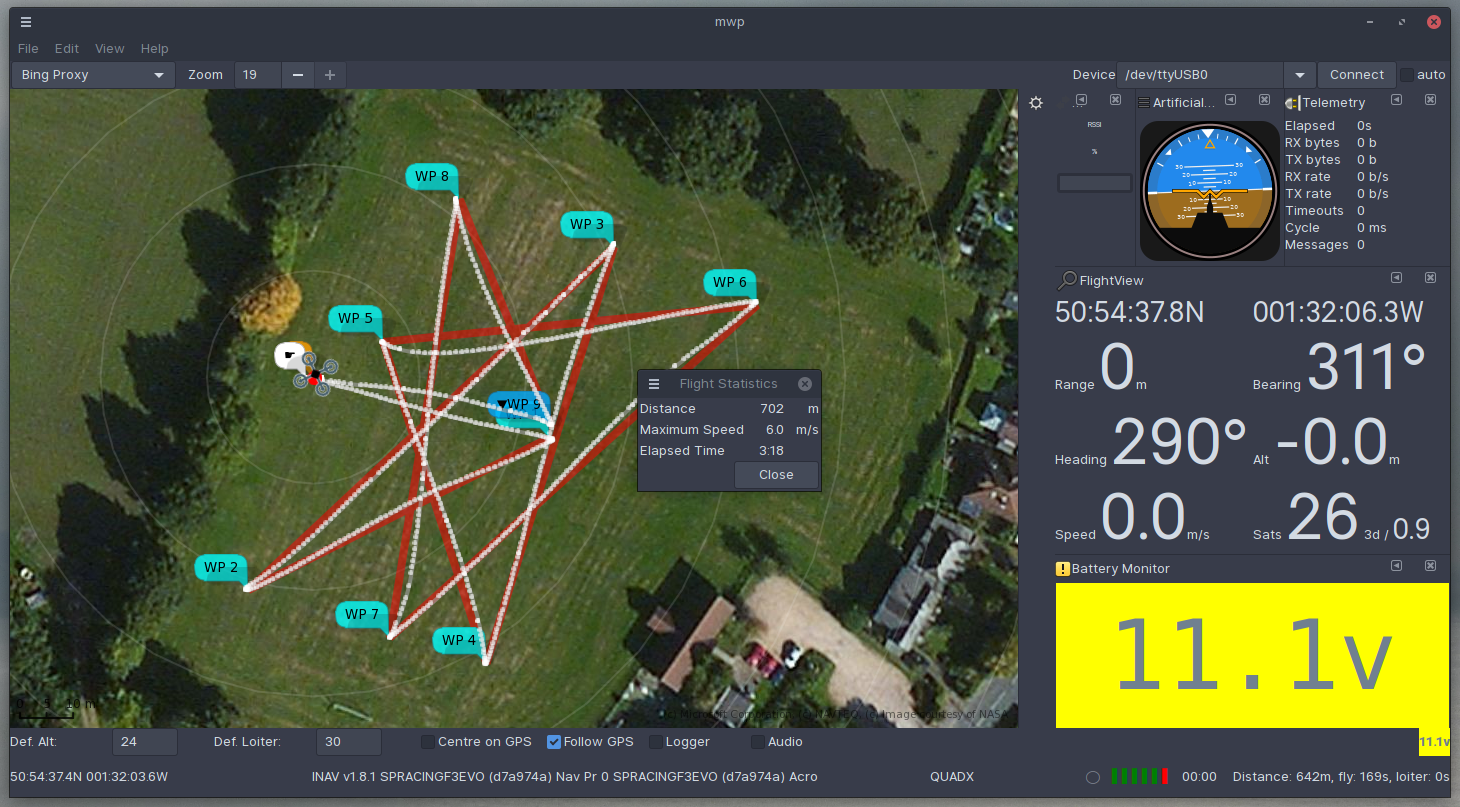 mwp
File Edit View Help
Bing Proxy Zoom 19 Device /dev/ttyUSB0 Connect auto
WP 8
WP 3
WP 6
WP 5
WP 9
WP 2
WP 7
WP 4
Flight Statistics
Distance 702 m
Maximum Speed 6.0 m/s
Elapsed Time 3:18
Close
0 5 10 m
RSSI
%
Artificial...
30 30
20 20
10 10
10 10
20 20
30 30
Telemetry
Elapsed 0s
RX bytes 0 b
TX bytes 0 b
RX rate 0 b/s
TX rate 0 b/s
Timeouts 0
Cycle 0 ms
Messages 0
FlightView
50:54:37.8N 001:32:06.3W
Range 0 m Bearing 311°
Heading 290° Alt -0.0 m
Speed 0.0 m/s Sats 26 3d / 0.9
Battery Monitor
11.1v
11.1v
Def. Alt: 24 Def. Loiter: 30 Centre on GPS Follow GPS Logger Audio
50:54:37.4N 001:32:03.6W INAV v1.8.1 SPRACINGF3EVO (d7a974a) Nav Pr 0 SPRACINGF3EVO (d7a974a) Acro QUADX 00:00 Distance: 642m, fly: 169s, loiter: 0s